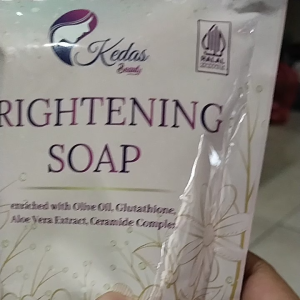 Kedas
Beauty
HALAL
RIGHTENING
SOAP
enriched with Olive Oil, Glutathione,
Aloe Vera Extract, Ceramide Complex